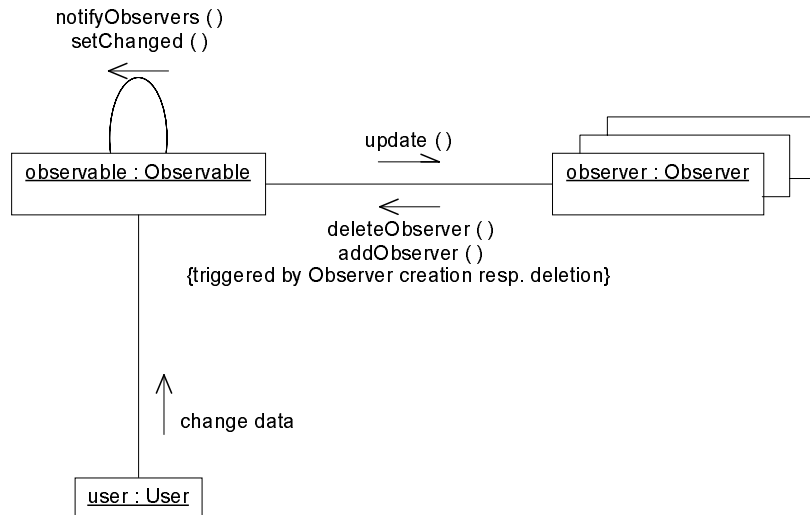 notifyObservers ( )
setChanged ( )
update ( )
observable : Observable
observer : Observer
deleteObserver ( )
addObserver ( )
{triggered by Observer creation resp. deletion}
change data
user : User